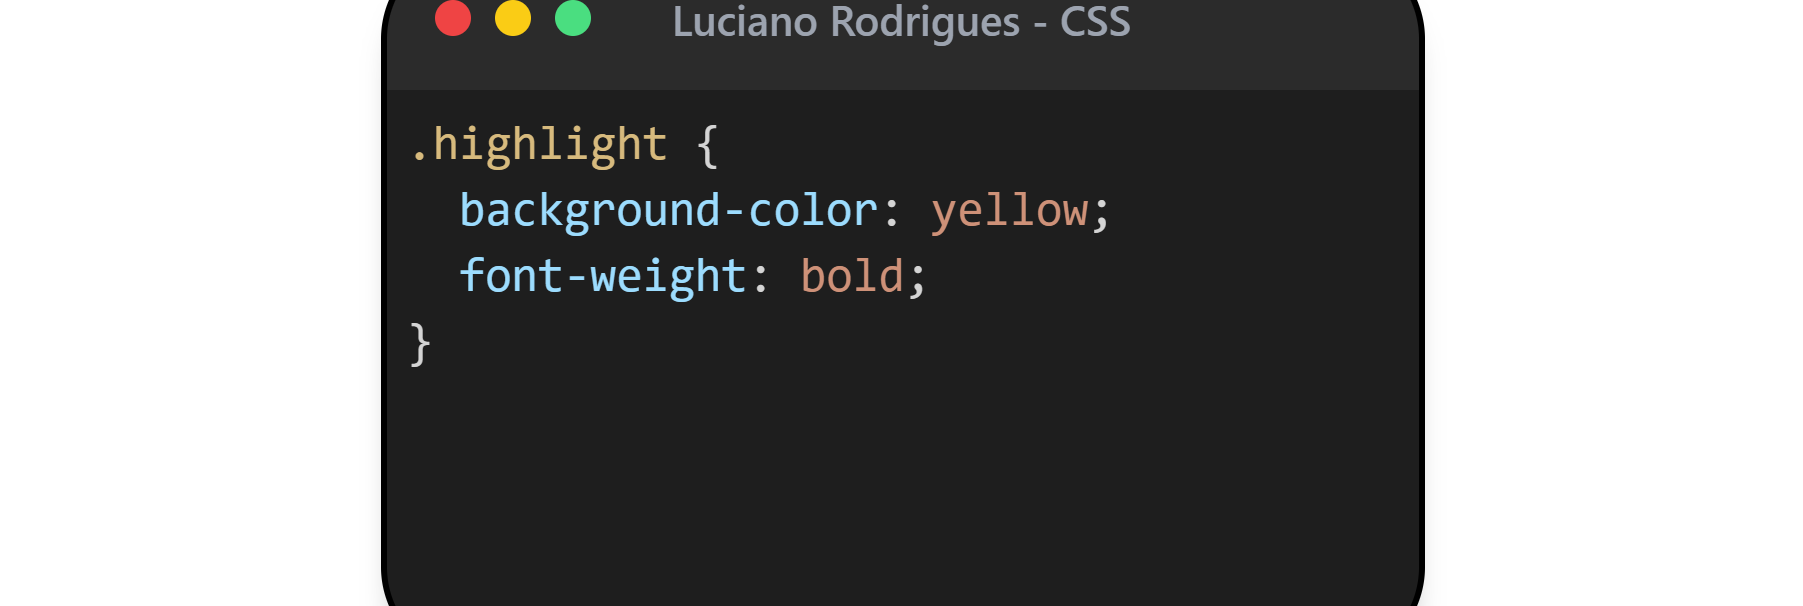 Luciano Rodrigues - CSS
.highlight {
  background-color: yellow;
  font-weight: bold;
}